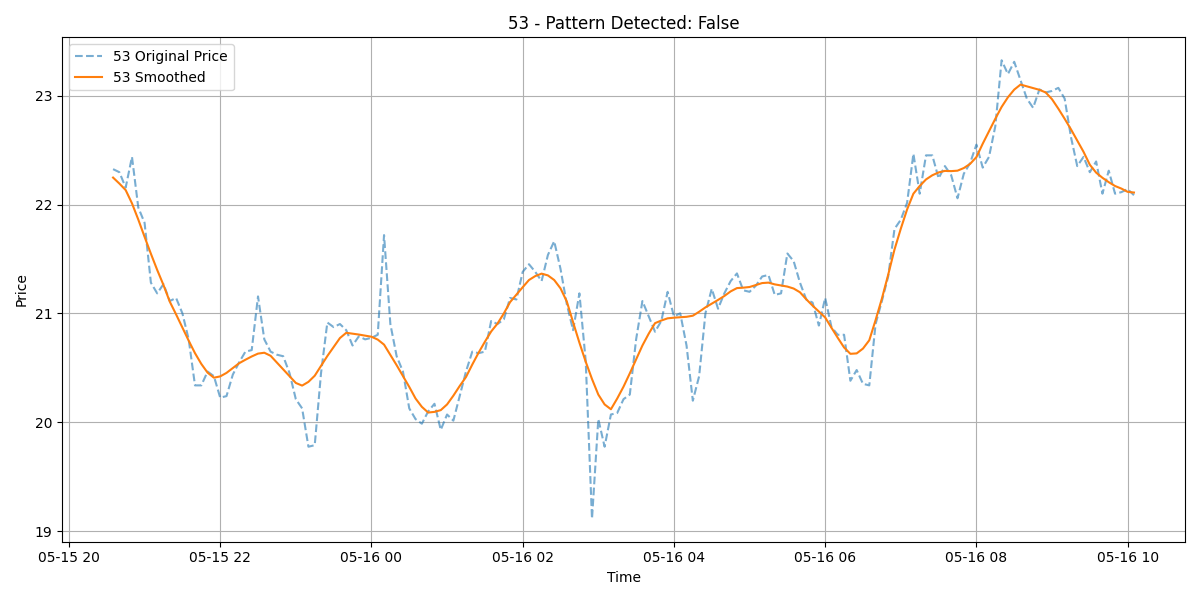 53 - Pattern Detected: False
53 Original Price
53 Smoothed
Price
23
22
21
20
19
05-15 20 05-15 22 05-16 00 05-16 02 05-16 04 05-16 06 05-16 08 05-16 10
Time